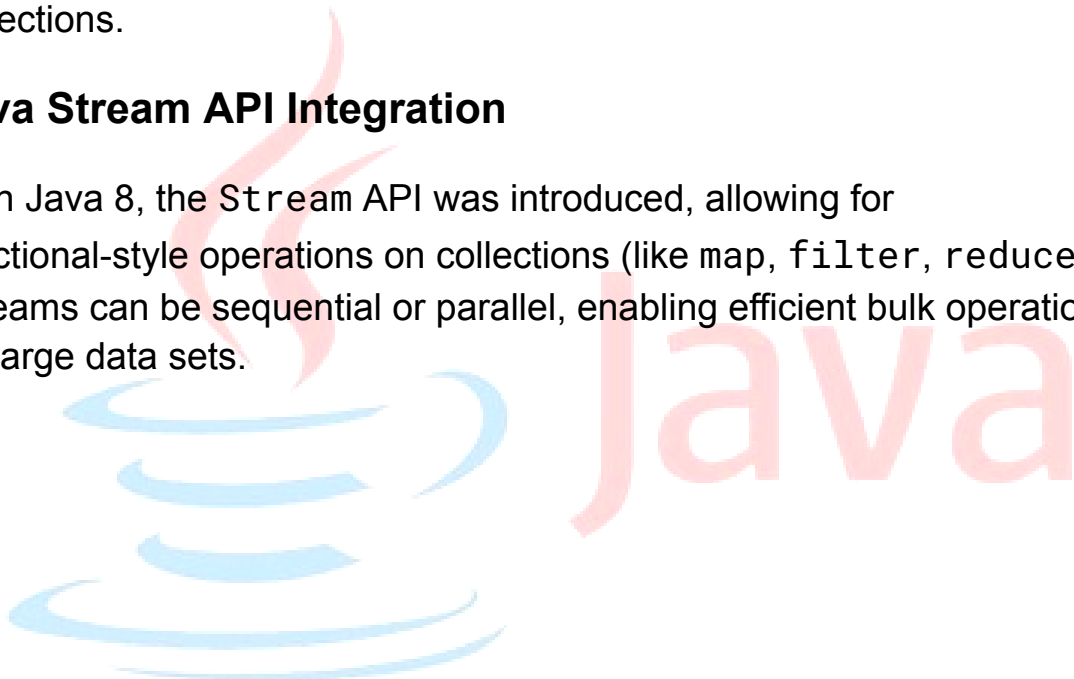 ections.
va Stream API Integration
n Java 8, the Stream API was introduced, allowing for
ctional-style operations on collections (like map, filter, reduce
eams can be sequential or parallel, enabling efficient bulk operatio
arge data sets.
Java